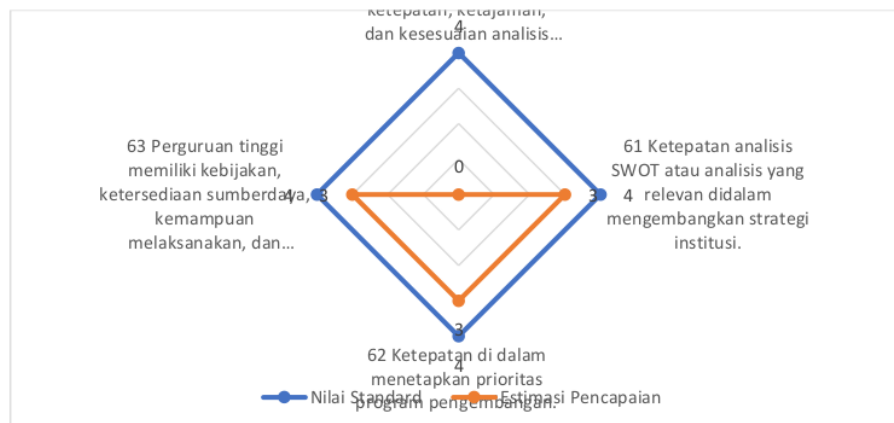 ketepatan, ketajaman,
dan kesesuaian analisis...
4
0
63 Perguruan tinggi
memiliki kebijakan,
ketersediaan sumberdaya,
kemampuan
melaksanakan, dan...
4
3
61 Ketepatan analisis
SWOT atau analisis yang
relevan didalam
mengembangkan strategi
institusi.
3
4
3
4
62 Ketepatan di dalam
menetapkan prioritas
program pengembangan.
Nilai Standard
Estimasi Pencapaian